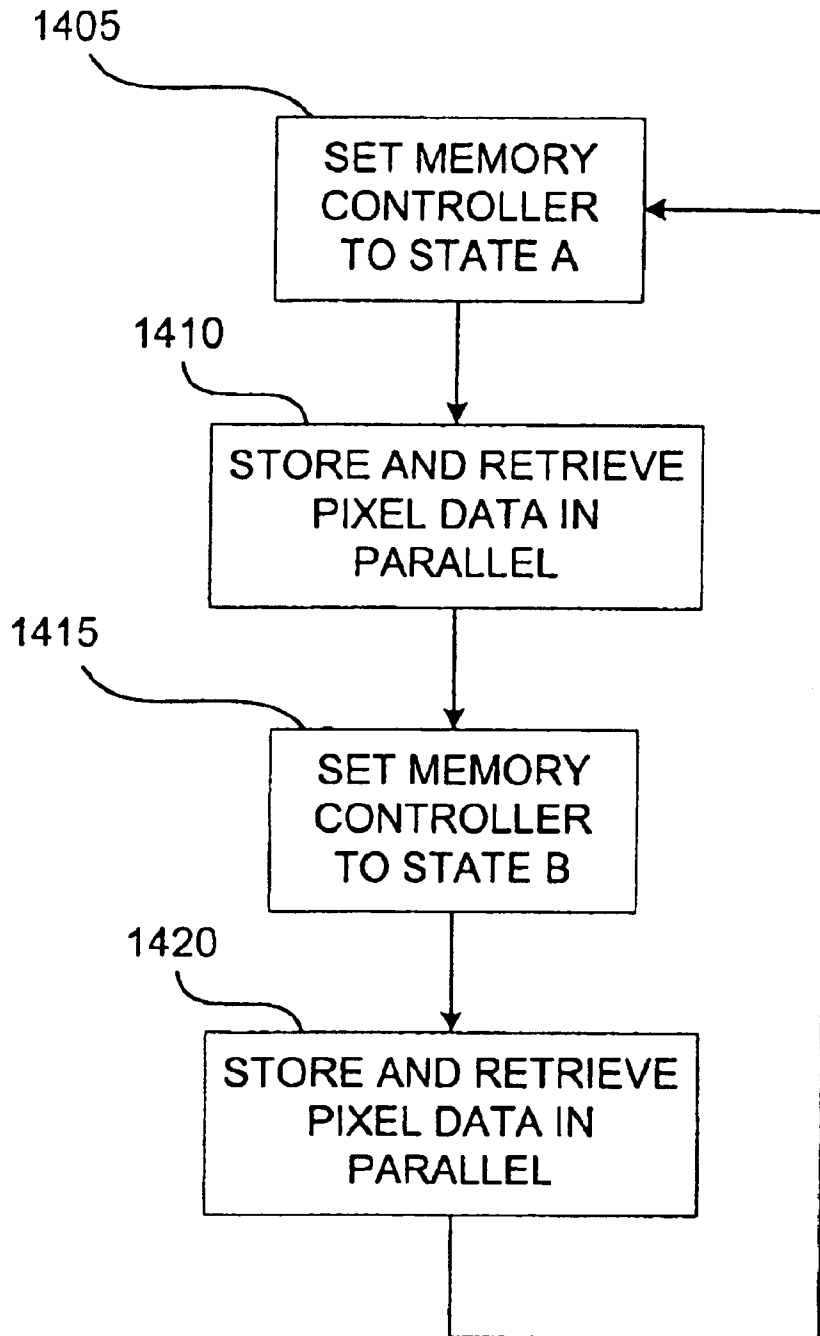 1405
SET MEMORY
CONTROLLER
TO STATE A
1410
STORE AND RETRIEVE
PIXEL DATA IN
PARALLEL
1415
SET MEMORY
CONTROLLER
TO STATE B
1420
STORE AND RETRIEVE
PIXEL DATA IN
PARALLEL